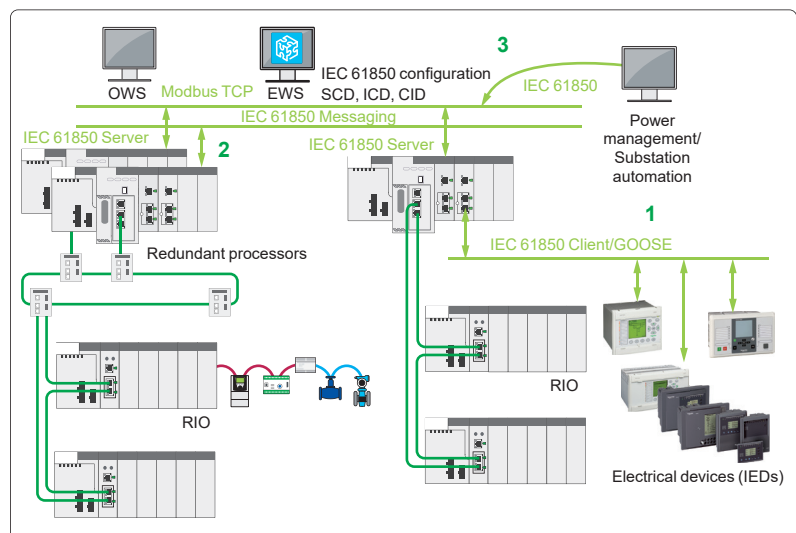 3
IEC 61850 configuration
SCD, ICD, CID
OWS
EWS
Modbus TCP
IEC 61850
IEC 61850 Messaging
Power
management/
Substation
automation
IEC 61850 Server
2
IEC 61850 Server
1
Redundant processors
IEC 61850 Client/GOOSE
RIO
RIO
Electrical devices (IEDs)